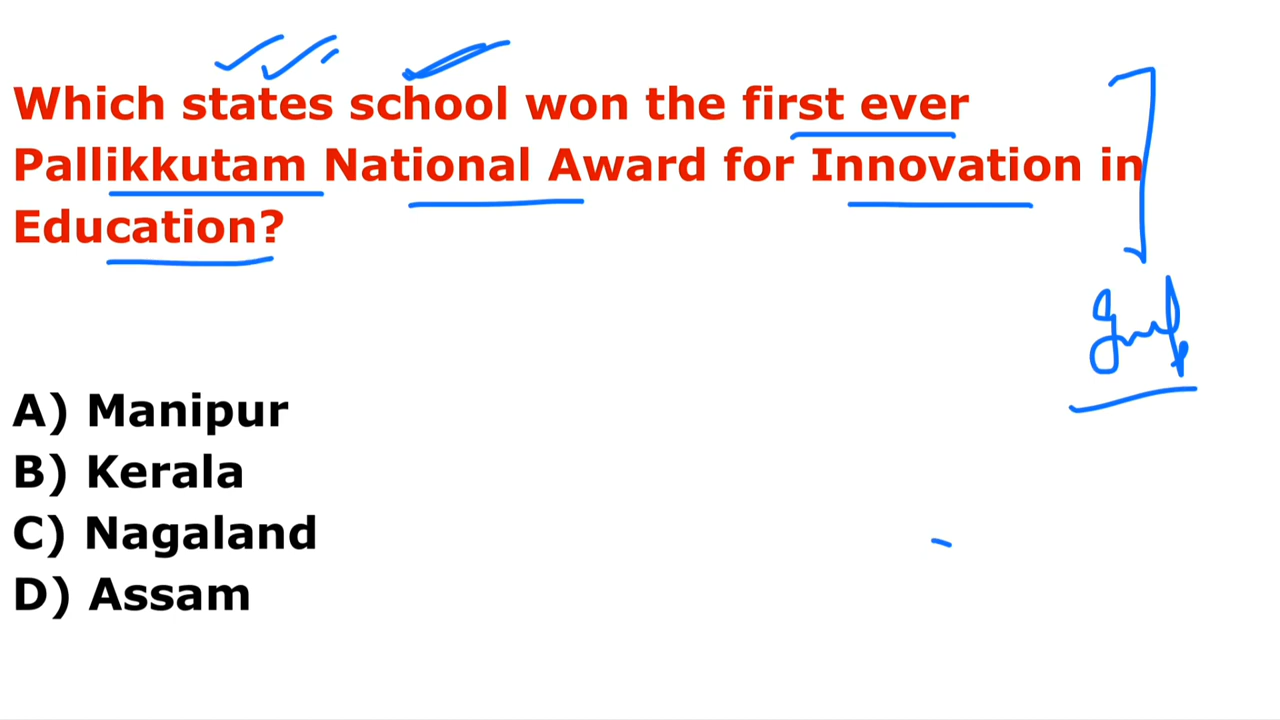 Which states school won the first ever
Pallikkutam National Award for Innovation in
Education?
A) Manipur
B) Kerala
C) Nagaland
D) Assam